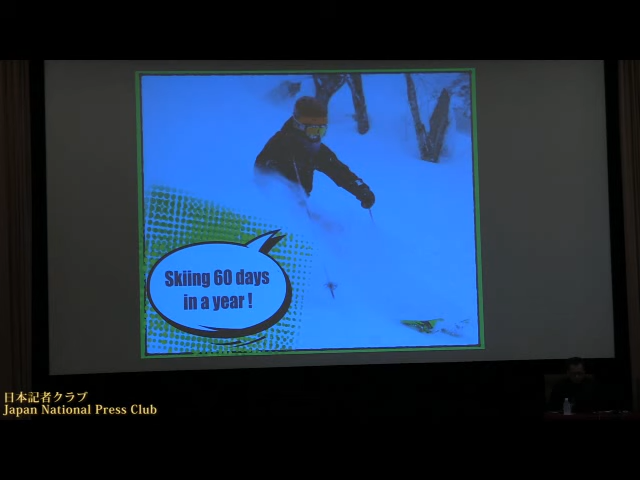 Skiing 60 days
in a year !
日本記者クラブ
Japan National Press Club